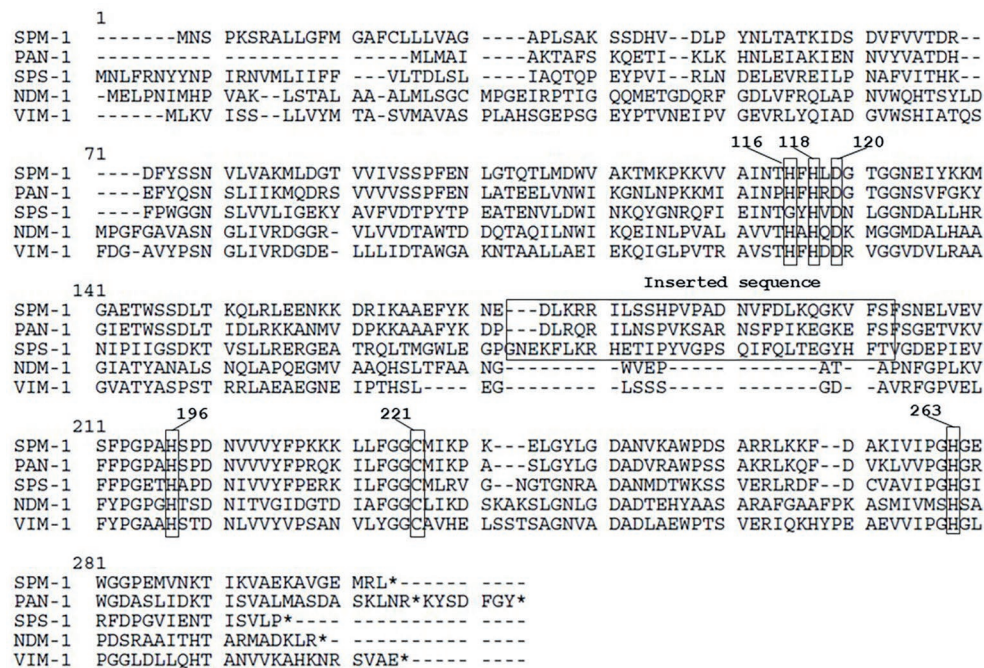 1
SPM-1 -------MNS PKSRALLGFM GAFCLLLVAG ----APLSAK SSDHV--DLP YNLTATKIDS DVFVVTDR--
PAN-1 ---------- ---------- -----MLMAI ----AKTAFS KQETI--KLK HNLEIAKIEN NVYVATDH--
SPS-1 MNLFRNYYNP IRNVMLIIFF ---VLTDLSL ----IAQTQP EYPVI--RLN DELEVREILP NAFVITHK--
NDM-1 -MELPNIMHP VAK--LSTAL AA-ALMLSGC MPGEIRPTIG QQMETGDQRF GDLVFRQLAP NVWQHTSYLD
VIM-1 ------MLKV ISS--LLVYM TA-SVMAVAS PLAHSGEPSG EYPTVNEIPV GEVRLYQIAD GVWSHIATQS
71 116 118 120
SPM-1 ----DFYSSN VLVAKMLDGT VVIVSSPFEN LGTQTLMDWV AKTMKPKKVV AINTHFHLDG TGGNEIYKKM
PAN-1 ----EFYQSN SLIIKMQDRS VVVVSSPFEN LATEELVNWI KGNLNPKKMI AINPHFHRDG TGGNSVFGKY
SPS-1 ----FPWGGN SLVVLIGEKY AVFVDTPYTP EATENVLDWI NKQYGNRQFI EINTGYHVDN LGGNDALLHR
NDM-1 MPGFGAVASN GLIVRDGGR- VLVVDTAWTD DQTAQILNWI KQEINLPVAL AVVTHAHQDK MGGMDALHAA
VIM-1 FDG-AVYPSN GLIVRDGDE- LLLIDTAWGA KNTAALLAEI EKQIGLPVTR AVSTHFHDDR VGGVDVLRAA
141 Inserted sequence
SPM-1 GAETWSSDLT KQLRLEENKK DRIKAAEFYK NE---DLKRR ILSSHPVPAD NVFDLKQGKV FSFSNELVEV
PAN-1 GIETWSSDLT IDLRKKANMV DPKKAAAFYK DP---DLRQR ILNSPVKSAR NSFPIKEGKE FSFSGETVKV
SPS-1 NIPIIGSDKT VSLLRERGEA TRQLTMGWLE GPGNEKFLKR HETIPYVGPS QIFQLTEGYH FTVGDEPIEV
NDM-1 GIATYANALS NQLAPQEGMV AAQHSLTFAA NG-------- --WVEP---- ------AT-- APNFGPLKV
VIM-1 GVATYASPST RRLAEAEGNE IPTHSL---- EG-------- --LSSS---- ------GD-- AVRFGPVEL
211 196 221 263
SPM-1 SFPGPAHSPD NVVVYFPKKK LLFGGCMIKP K---ELGYLG DANVKAWPDS ARRLKKF--D AKIVIPGHGE
PAN-1 FFPGPAHSPD NVVVYFPRQK ILFGGCMIKP A---SLGYLG DADVRAWPSS AKRLKQF--D VKLVVPGHGR
SPS-1 FFPGETHAPD NIVVYFPERK ILFGGCMLRV G---NGTGNRA DANMDTWKSS VERLRDF--D CVAVIPGHGI
NDM-1 FYPGPGHTSD NITVGIDGTD IAFGGCLIKD SKAKSLGNLG DADTEHYAAS ARAFGAAFPK ASMIVMSHSA
VIM-1 FYPGAAHSTD NLVVYVPSAN VLYGGCAVHE LSSTSAGNVA DADLAEWPTS VERIQKHYPE AEVVIPGHGL
281
SPM-1 WGGPEMVNKT IKVAEKAVGE MRL*------ ----
PAN-1 WGDASLIDKT ISVALMASDA SKLNR*KYSD FGY*
SPS-1 RFDPGVIENT ISVLP*---- ---------- ----
NDM-1 PDSRAAITHT ARMADKLR*- ---------- ----
VIM-1 PGGLDLLQHT ANVVKAHKNR SVAE*----- ----